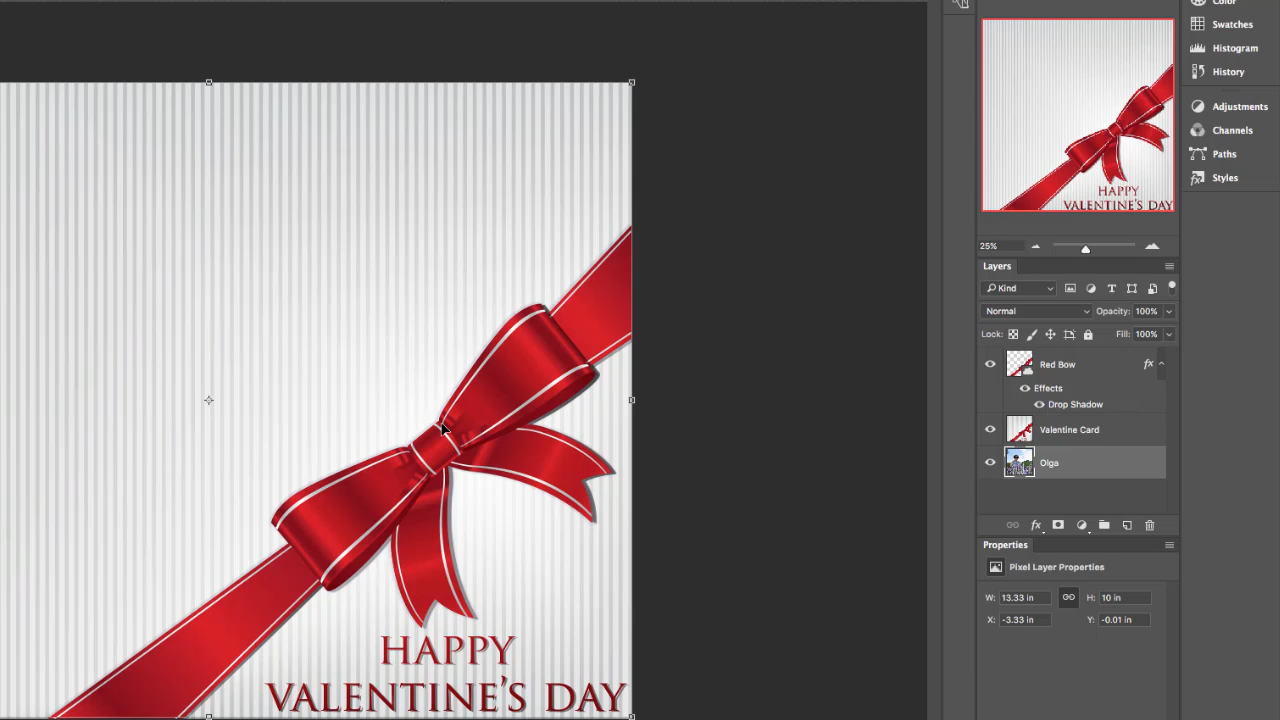 Color
Swatches
Histogram
History
Adjustments
Channels
Paths
Styles
HAPPY
VALENTINE'S DAY
HAPPY
VALENTINE'S DAY
25%
Layers
Kind
Normal
Opacity: 100%
Lock:
Fill: 100%
Red Bow
fx
Effects
Drop Shadow
Valentine Card
Olga
fx
Properties
Pixel Layer Properties
W: 13.33 in
H: 10 in
X: -3.33 in
Y: -0.01 in